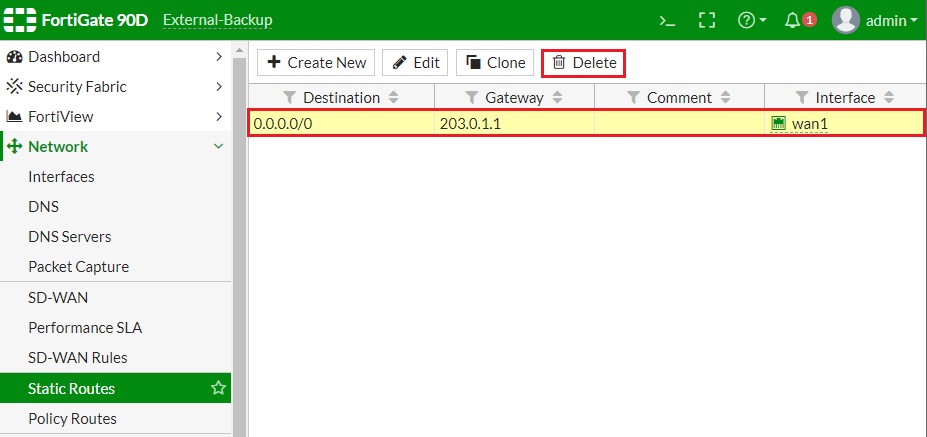 FortiGate 90D External-Backup >_ ? 1 admin
Dashboard
Security Fabric
FortiView
Network
Interfaces
DNS
DNS Servers
Packet Capture
SD-WAN
Performance SLA
SD-WAN Rules
Static Routes
Policy Routes
+ Create New Edit Clone Delete
Destination Gateway Comment Interface
0.0.0.0/0 203.0.1.1 wan1